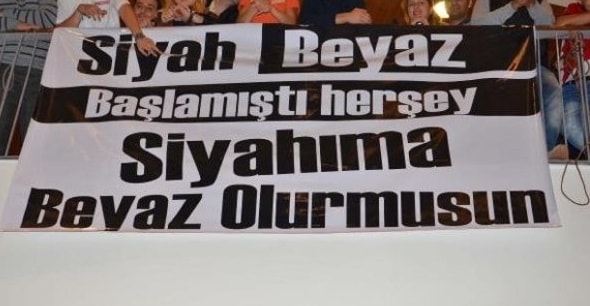 Siyah Beyaz
Başlamıştı herşey
Siyahıma
Beyaz Olurmusun